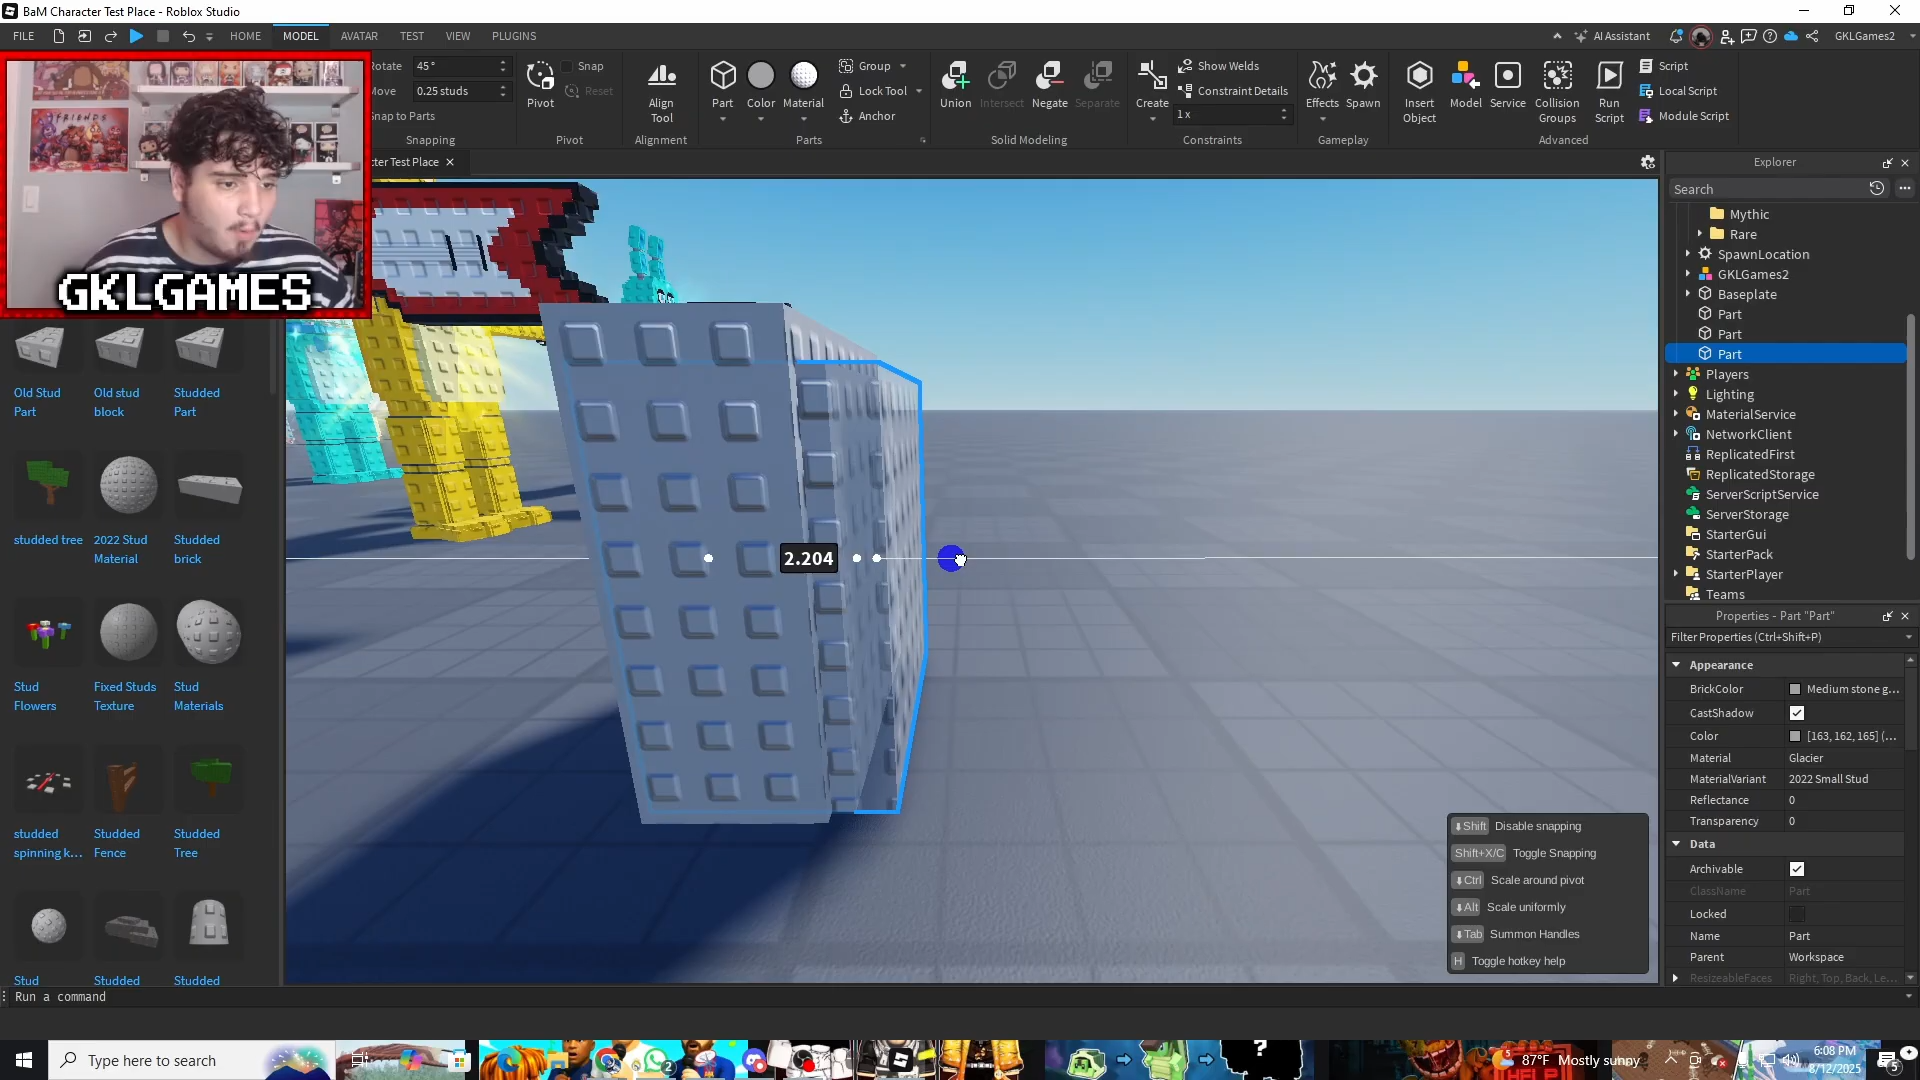 BaM Character Test Place - Roblox Studio
FILE HOME MODEL AVATAR TEST VIEW PLUGINS AI Assistant GKLGames2
Rotate 45° Snap
Move 0.25 studs Reset
Snap to Parts
Pivot Align Tool Part Color Material
Group
Lock Tool
Anchor
Union Intersect Negate Separate Create
Show Welds
Constraint Details
1x
Effects Spawn Insert Object Model Service Collision Groups Run Script
Script
Local Script
Module Script
Snapping Pivot Alignment Parts Solid Modeling Constraints Gameplay Advanced
cter Test Place
FRIENDS
GKLGAMES
Old Stud Part
Old stud block
Studded Part
studded tree
2022 Stud Material
Studded brick
Stud Flowers
Fixed Studs Texture
Stud Materials
studded spinning k...
Studded Fence
Studded Tree
Stud
Studded
Studded
2.204
Shift Disable snapping
Shift+X/C Toggle Snapping
Ctrl Scale around pivot
Alt Scale uniformly
Tab Summon Handles
H Toggle hotkey help
Explorer
Search
Mythic
Rare
SpawnLocation
GKLGames2
Baseplate
Part
Part
Part
Players
Lighting
MaterialService
NetworkClient
ReplicatedFirst
ReplicatedStorage
ServerScriptService
ServerStorage
StarterGui
StarterPack
StarterPlayer
Teams
Properties - Part "Part"
Filter Properties (Ctrl+Shift+P)
Appearance
BrickColor Medium stone g...
CastShadow
Color [163, 162, 165] (...
Material Glacier
MaterialVariant 2022 Small Stud
Reflectance 0
Transparency 0
Data
Archivable
ClassName Part
Locked
Name Part
Parent Workspace
ResizeableFaces Right, Top, Back, Le...
Run a command
Type here to search
2
?
HELP
87°F Mostly sunny
6:08 PM
8/12/2025
5